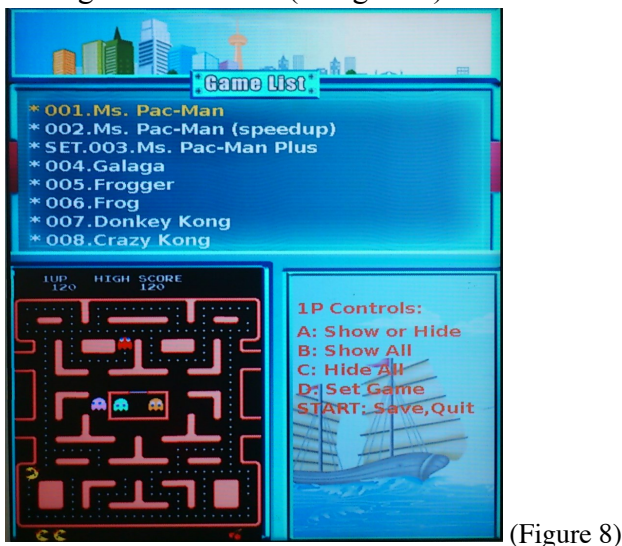 Game List
* 001.Ms. Pac-Man
* 002.Ms. Pac-Man (speedup)
* SET.003.Ms. Pac-Man Plus
* 004.Galaga
* 005.Frogger
* 006.Frog
* 007.Donkey Kong
* 008.Crazy Kong
1UP HIGH SCORE
120 120
1P Controls:
A: Show or Hide
B: Show All
C: Hide All
D: Set Game
START: Save,Quit
(Figure 8)